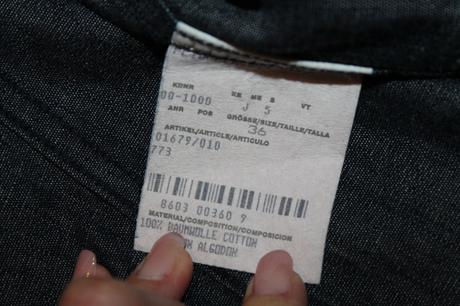 KDNR KE ME S VT
00-1000 J 5
ANR POS GRÖSSE/SIZE/TAILLE/TALLA
36
ARTIKEL/ARTICLE/ARTICULO
01679/010
773
8603 00360 9
MATERIAL/COMPOSITION/COMPOSICION
100% BAUMWOLLE COTTON
ALGODON